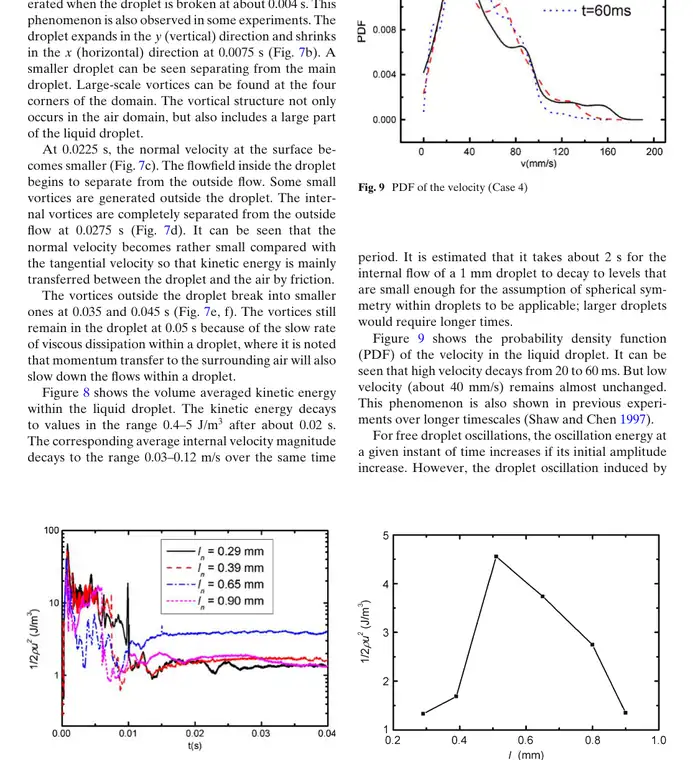 erated when the droplet is broken at about 0.004 s. This
phenomenon is also observed in some experiments. The
droplet expands in the y (vertical) direction and shrinks
in the x (horizontal) direction at 0.0075 s (Fig. 7b). A
smaller droplet can be seen separating from the main
droplet. Large-scale vortices can be found at the four
corners of the domain. The vortical structure not only
occurs in the air domain, but also includes a large part
of the liquid droplet.
At 0.0225 s, the normal velocity at the surface be-
comes smaller (Fig. 7c). The flowfield inside the droplet
begins to separate from the outside flow. Some small
vortices are generated outside the droplet. The inter-
nal vortices are completely separated from the outside
flow at 0.0275 s (Fig. 7d). It can be seen that the
normal velocity becomes rather small compared with
the tangential velocity so that kinetic energy is mainly
transferred between the droplet and the air by friction.
The vortices outside the droplet break into smaller
ones at 0.035 and 0.045 s (Fig. 7e, f). The vortices still
remain in the droplet at 0.05 s because of the slow rate
of viscous dissipation within a droplet, where it is noted
that momentum transfer to the surrounding air will also
slow down the flows within a droplet.
Figure 8 shows the volume averaged kinetic energy
within the liquid droplet. The kinetic energy decays
to values in the range 0.4–5 J/m³ after about 0.02 s.
The corresponding average internal velocity magnitude
decays to the range 0.03–0.12 m/s over the same time
PDF
0.008
0.004
0.000
t=60ms
0 40 80 120 160 200
v(mm/s)
Fig. 9 PDF of the velocity (Case 4)
period. It is estimated that it takes about 2 s for the
internal flow of a 1 mm droplet to decay to levels that
are small enough for the assumption of spherical sym-
metry within droplets to be applicable; larger droplets
would require longer times.
Figure 9 shows the probability density function
(PDF) of the velocity in the liquid droplet. It can be
seen that high velocity decays from 20 to 60 ms. But low
velocity (about 40 mm/s) remains almost unchanged.
This phenomenon is also shown in previous experi-
ments over longer timescales (Shaw and Chen 1997).
For free droplet oscillations, the oscillation energy at
a given instant of time increases if its initial amplitude
increase. However, the droplet oscillation induced by
1/2ρu² (J/m³)
100
10
1
lₙ = 0.29 mm
lₙ = 0.39 mm
lₙ = 0.65 mm
lₙ = 0.90 mm
0.00 0.01 0.02 0.03 0.04
t(s)
1/2ρu² (J/m³)
5
4
3
2
1
0.2 0.4 0.6 0.8 1.0
l (mm)